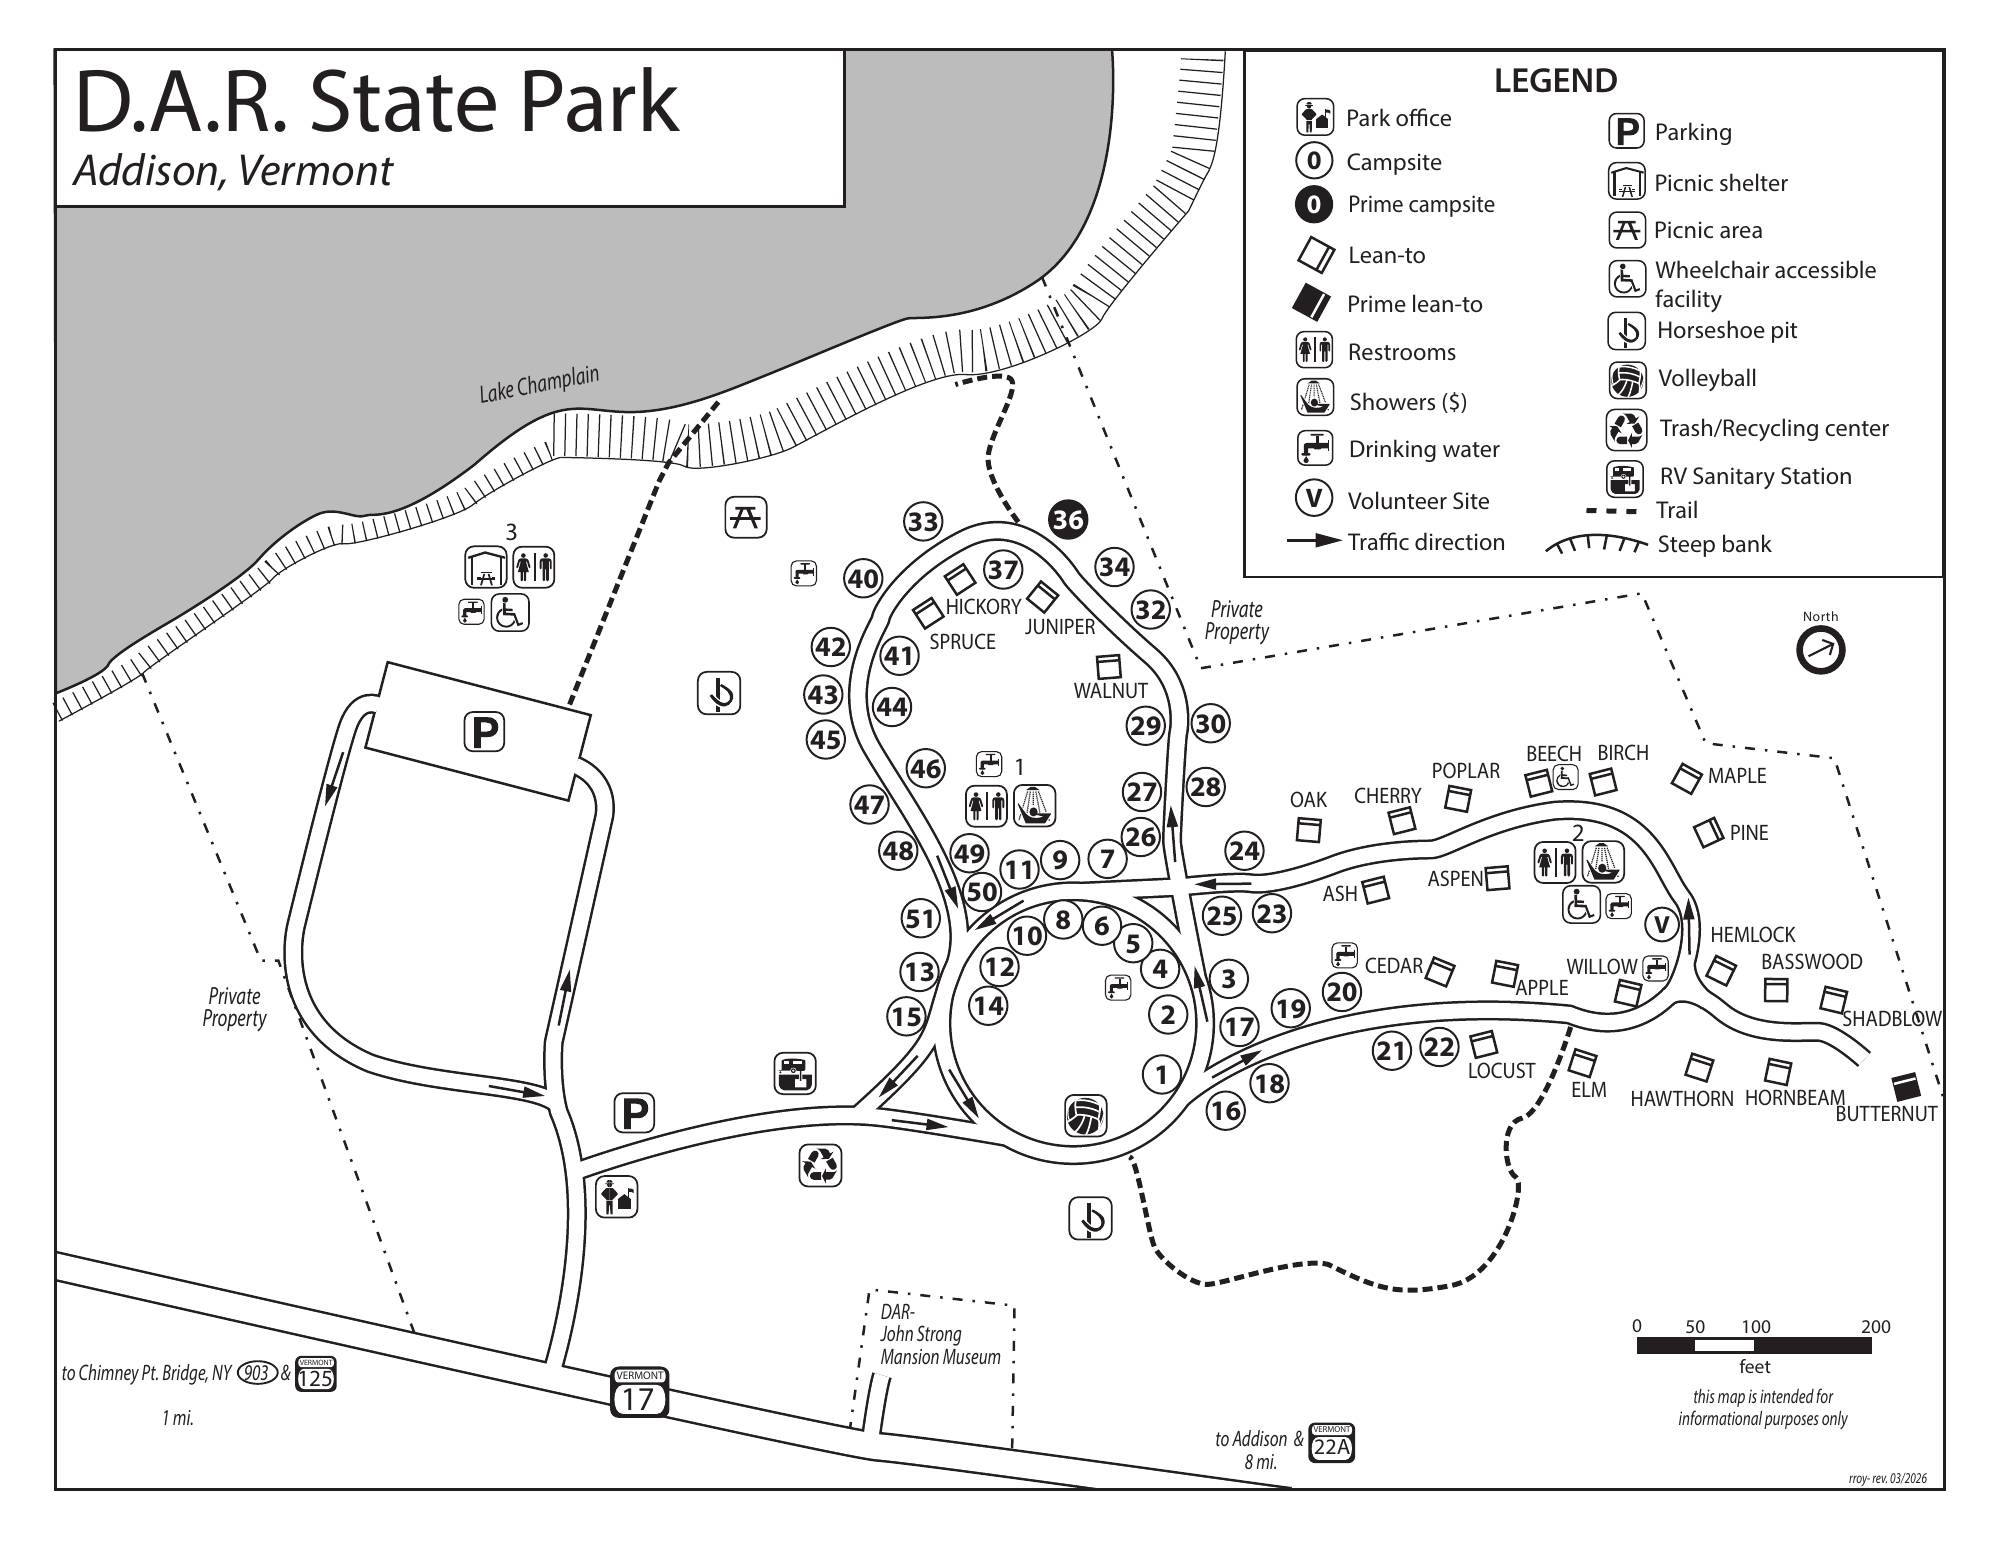 D.A.R. State Park
Addison, Vermont
LEGEND
Park office
0 Campsite
0 Prime campsite
Lean-to
Prime lean-to
Restrooms
Showers ($)
Drinking water
V Volunteer Site
Traffic direction
P Parking
Picnic shelter
Picnic area
Wheelchair accessible
facility
Horseshoe pit
Volleyball
Trash/Recycling center
RV Sanitary Station
Trail
Steep bank
North
Lake Champlain
3
33
36
40
37
34
HICKORY
JUNIPER
SPRUCE
32
Private
Property
42
41
WALNUT
43
44
45
29
30
P
46
1
47
27
28
26
48
49
11
9
7
24
50
51
10
8
6
5
25
23
13
12
4
3
14
15
2
17
19
20
1
16
18
21
22
OAK
CHERRY
POPLAR
BEECH
BIRCH
MAPLE
PINE
2
ASH
ASPEN
V
HEMLOCK
BASSWOOD
CEDAR
APPLE
WILLOW
SHADBLOW
LOCUST
ELM
HAWTHORN
HORNBEAM
BUTTERNUT
Private
Property
P
DAR-
John Strong
Mansion Museum
to Chimney Pt. Bridge, NY 903 & VERMONT 125
1 mi.
VERMONT
17
to Addison & VERMONT 22A
8 mi.
0 50 100 200
feet
this map is intended for
informational purposes only
rroy- rev. 03/2026